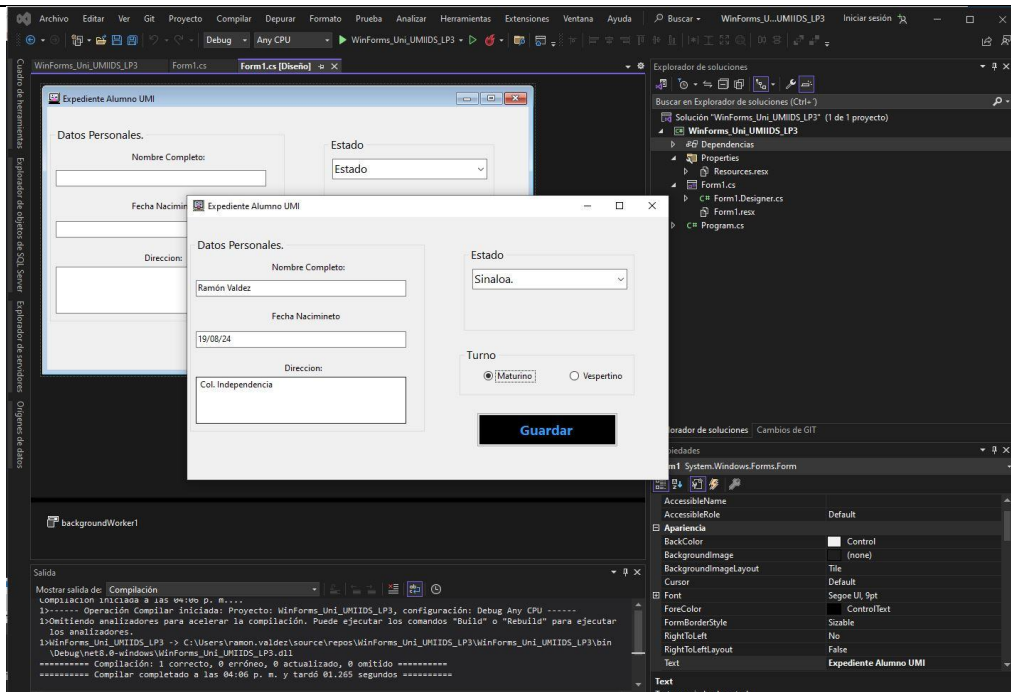 Archivo Editar Ver Git Proyecto Compilar Depurar Formato Prueba Analizar Herramientas Extensiones Ventana Ayuda Buscar WinForms_U...UMIIDS_LP3 Iniciar sesión
Debug Any CPU WinForms_Uni_UMIIDS_LP3
Cuadro de herramientas
Explorador de objetos de SQL Server
Explorador de servidores
Orígenes de datos
WinForms_Uni_UMIIDS_LP3 Form1.cs Form1.cs [Diseño]
Expediente Alumno UMI
Datos Personales.
Nombre Completo:
Estado
Estado
Fecha Nacimin
Direccion:
Expediente Alumno UMI
Datos Personales.
Nombre Completo:
Ramón Valdez
Fecha Nacimineto
19/08/24
Direccion:
Col. Independencia
Estado
Sinaloa.
Turno
Maturino Vespertino
Guardar
backgroundWorker1
Salida
Mostrar salida de: Compilación
Compilación iniciada a las 04:06 p. m....
1>------ Operación Compilar iniciada: Proyecto: WinForms_Uni_UMIIDS_LP3, configuración: Debug Any CPU ------
1>Omitiendo analizadores para acelerar la compilación. Puede ejecutar los comandos "Build" o "Rebuild" para ejecutar
los analizadores.
1>WinForms_Uni_UMIIDS_LP3 -> C:\Users\ramon.valdez\source\repos\WinForms_Uni_UMIIDS_LP3\WinForms_Uni_UMIIDS_LP3\bin
\Debug\net8.0-windows\WinForms_Uni_UMIIDS_LP3.dll
========== Compilación: 1 correcto, 0 erróneo, 0 actualizado, 0 omitido ==========
========== Compilar completado a las 04:06 p. m. y tardó 01.265 segundos ==========
Explorador de soluciones
Buscar en Explorador de soluciones (Ctrl+´)
Solución "WinForms_Uni_UMIIDS_LP3" (1 de 1 proyecto)
WinForms_Uni_UMIIDS_LP3
Dependencias
Properties
Resources.resx
Form1.cs
C# Form1.Designer.cs
Form1.resx
C# Program.cs
lorador de soluciones Cambios de GIT
piedades
m1 System.Windows.Forms.Form
AccessibleName
AccessibleRole Default
Apariencia
BackColor Control
BackgroundImage (none)
BackgroundImageLayout Tile
Cursor Default
Font Segoe UI, 9pt
ForeColor ControlText
FormBorderStyle Sizable
RightToLeft No
RightToLeftLayout False
Text Expediente Alumno UMI
Text